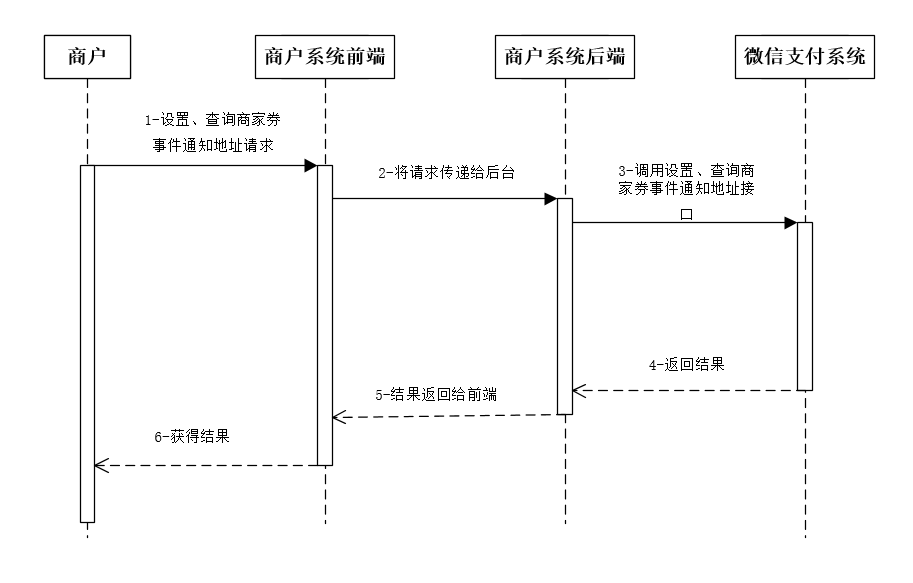 商户
商户系统前端
商户系统后端
微信支付系统
1-设置、查询商家券
事件通知地址请求
2-将请求传递给后台
3-调用设置、查询商
家券事件通知地址接
口
4-返回结果
5-结果返回给前端
6-获得结果